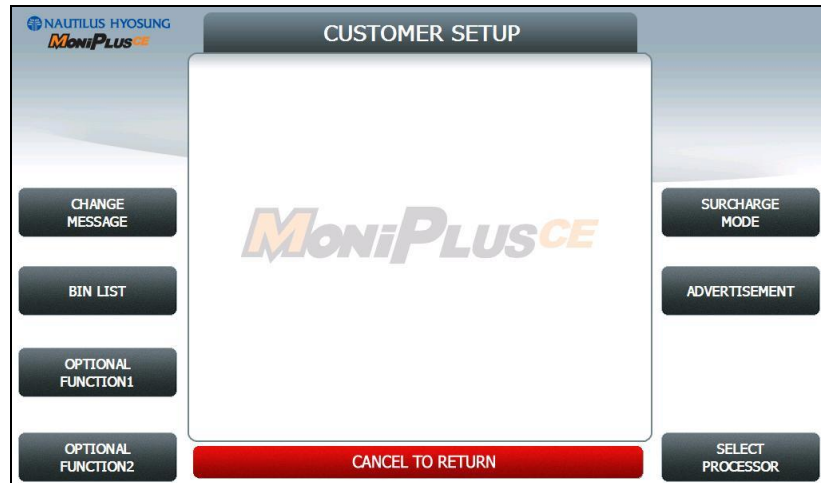 NAUTILUS HYOSUNG
MoniPlusCE
CUSTOMER SETUP
CHANGE
MESSAGE
SURCHARGE
MODE
MoniPlusCE
BIN LIST
ADVERTISEMENT
OPTIONAL
FUNCTION1
OPTIONAL
FUNCTION2
CANCEL TO RETURN
SELECT
PROCESSOR